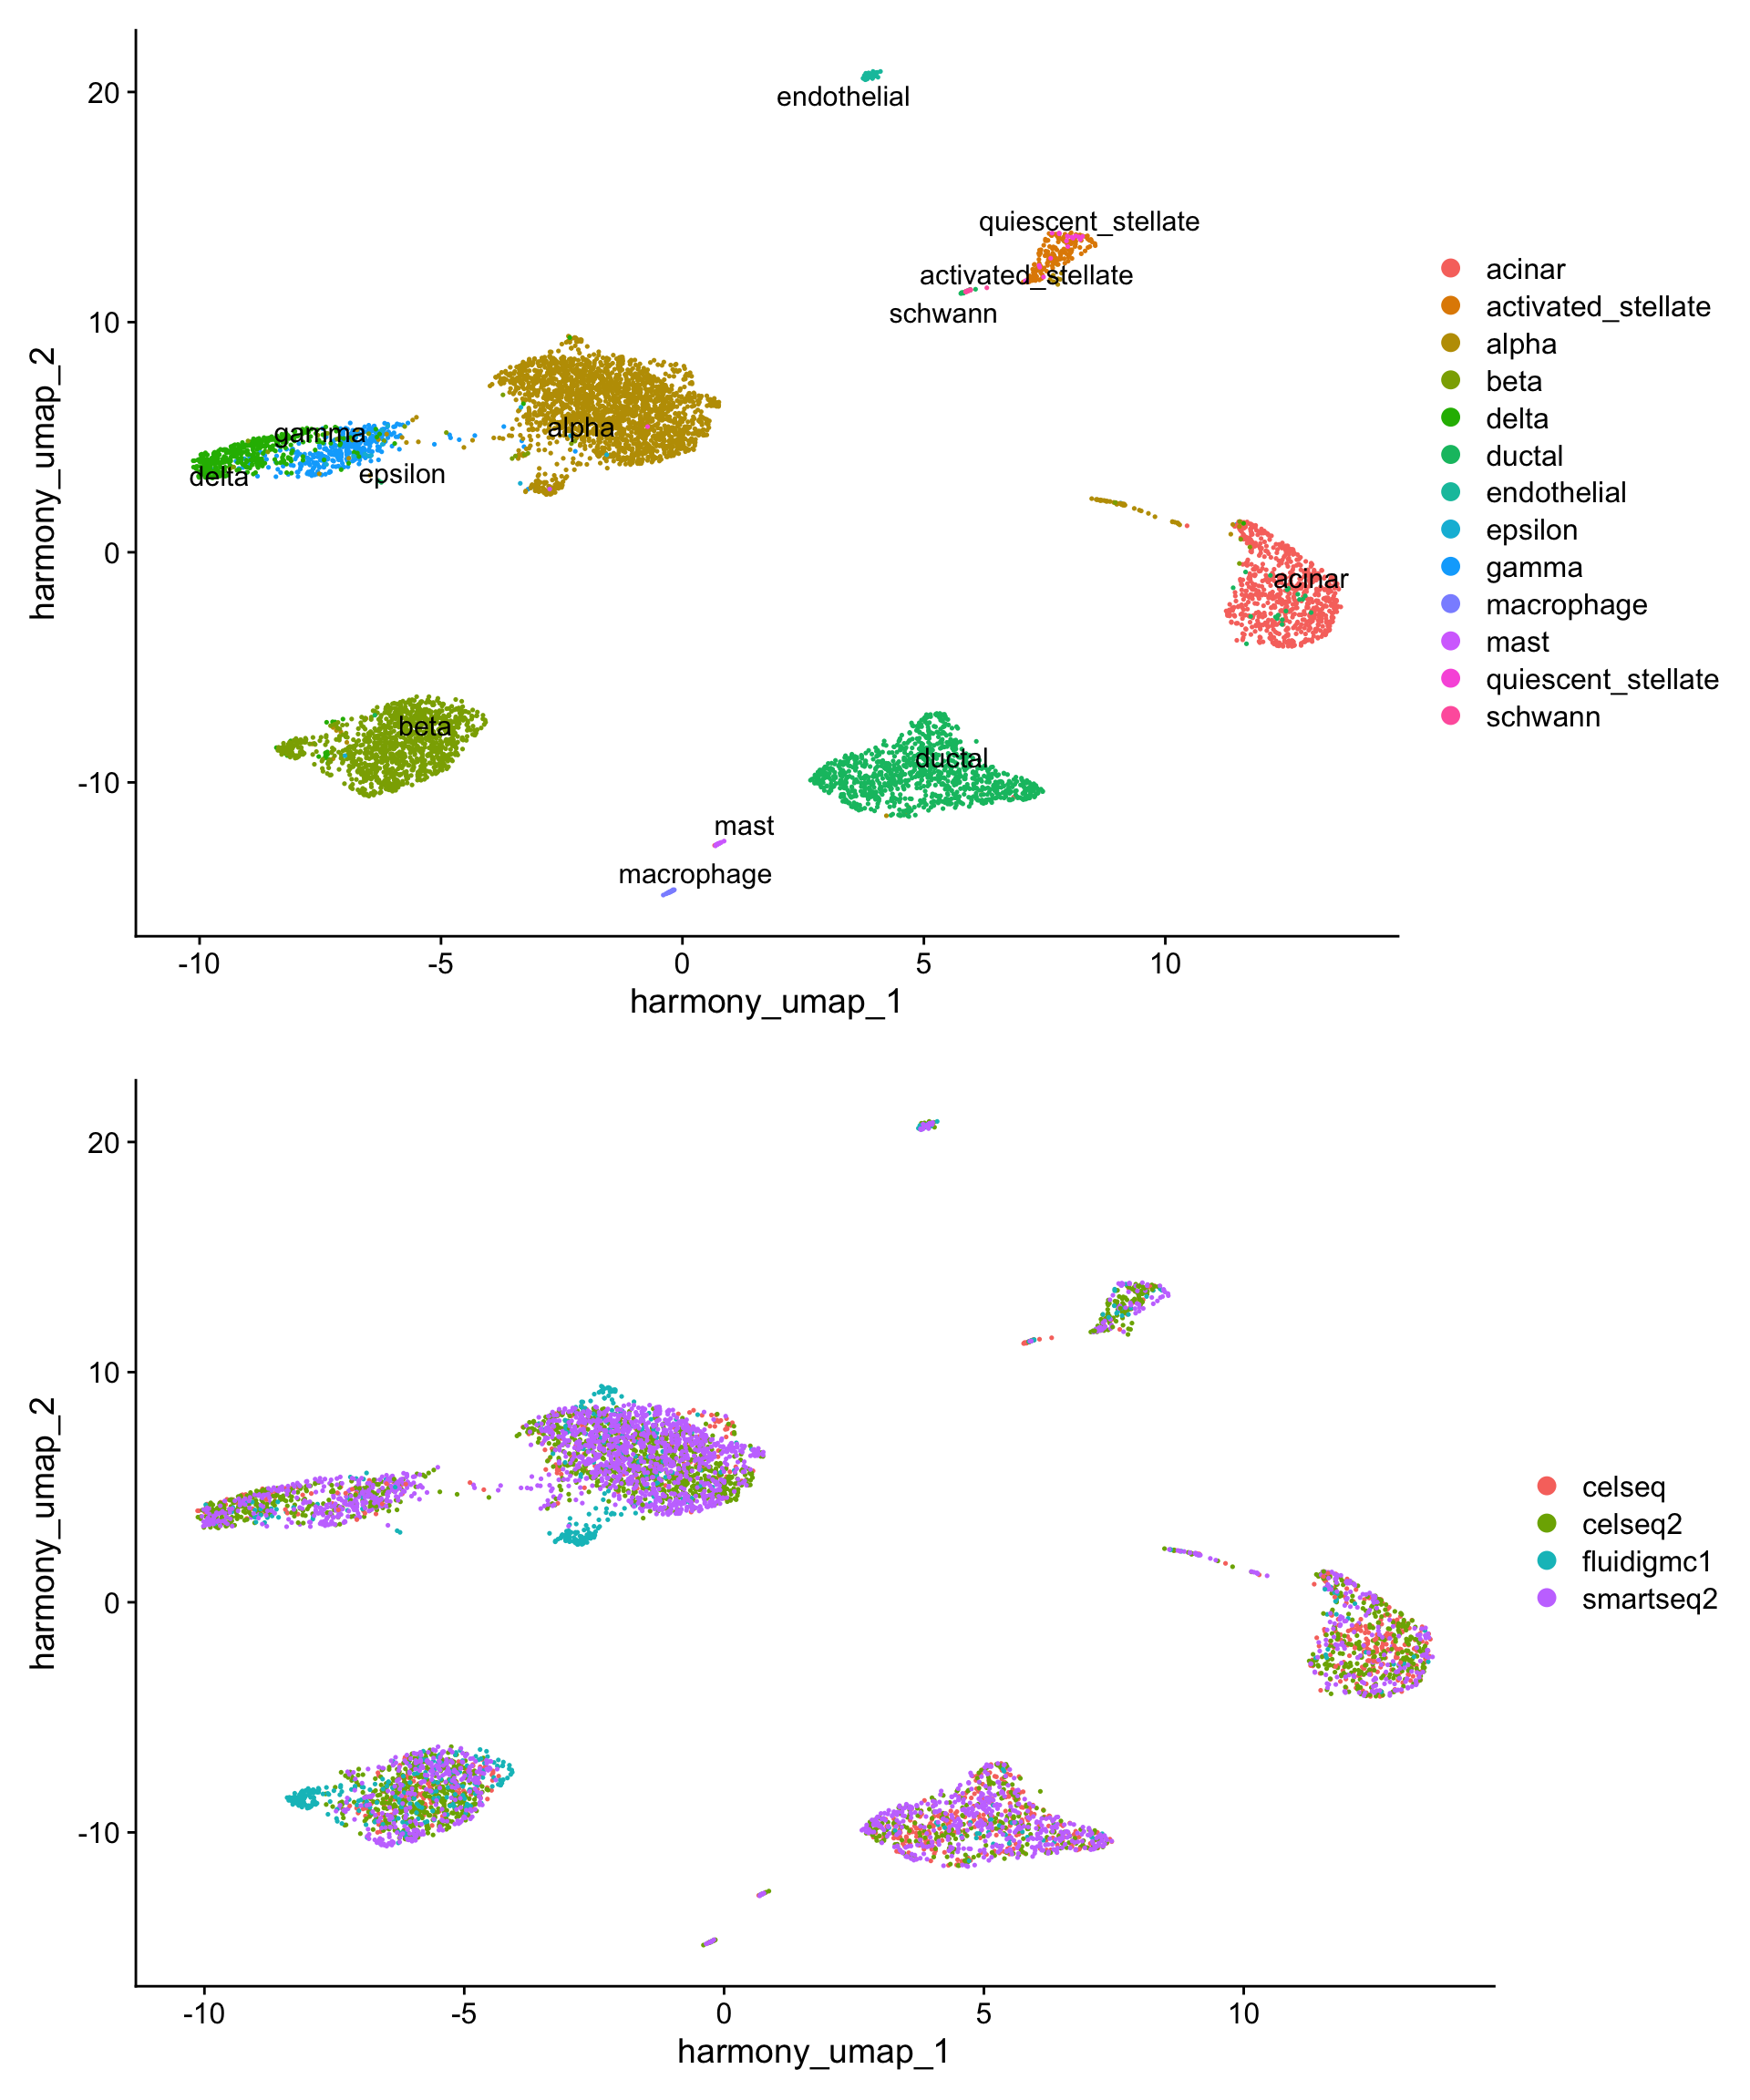 20
10
0
-10
harmony_umap_2
endothelial
quiescent_stellate
activated_stellate
schwann
gamma
delta
epsilon
alpha
acinar
beta
ductal
mast
macrophage
-10
-5
0
5
10
harmony_umap_1
acinar
activated_stellate
alpha
beta
delta
ductal
endothelial
epsilon
gamma
macrophage
mast
quiescent_stellate
schwann
20
10
0
-10
harmony_umap_2
-10
-5
0
5
10
harmony_umap_1
celseq
celseq2
fluidigmc1
smartseq2